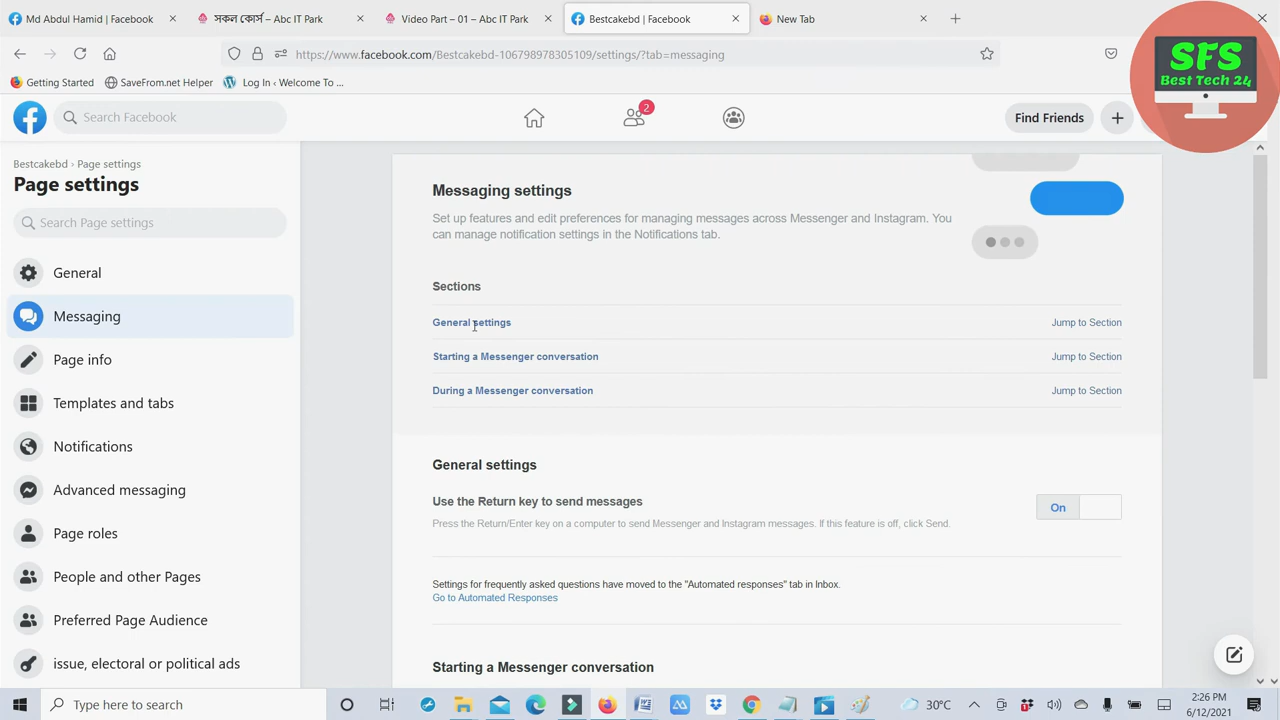 Md Abdul Hamid | Facebook
সকল কোর্স – Abc IT Park
Video Part – 01 – Abc IT Park
Bestcakebd | Facebook
New Tab
https://www.facebook.com/Bestcakebd-106798978305109/settings/?tab=messaging
Getting Started
SaveFrom.net Helper
Log In ‹ Welcome To ...
SFS
Best Tech 24
Search Facebook
2
Find Friends
Bestcakebd › Page settings
Page settings
Search Page settings
General
Messaging
Page info
Templates and tabs
Notifications
Advanced messaging
Page roles
People and other Pages
Preferred Page Audience
issue, electoral or political ads
Messaging settings
Set up features and edit preferences for managing messages across Messenger and Instagram. You
can manage notification settings in the Notifications tab.
Sections
General settings
Jump to Section
Starting a Messenger conversation
Jump to Section
During a Messenger conversation
Jump to Section
General settings
Use the Return key to send messages
On
Press the Return/Enter key on a computer to send Messenger and Instagram messages. If this feature is off, click Send.
Settings for frequently asked questions have moved to the "Automated responses" tab in Inbox.
Go to Automated Responses
Starting a Messenger conversation
Type here to search
30°C
2:26 PM
6/12/2021